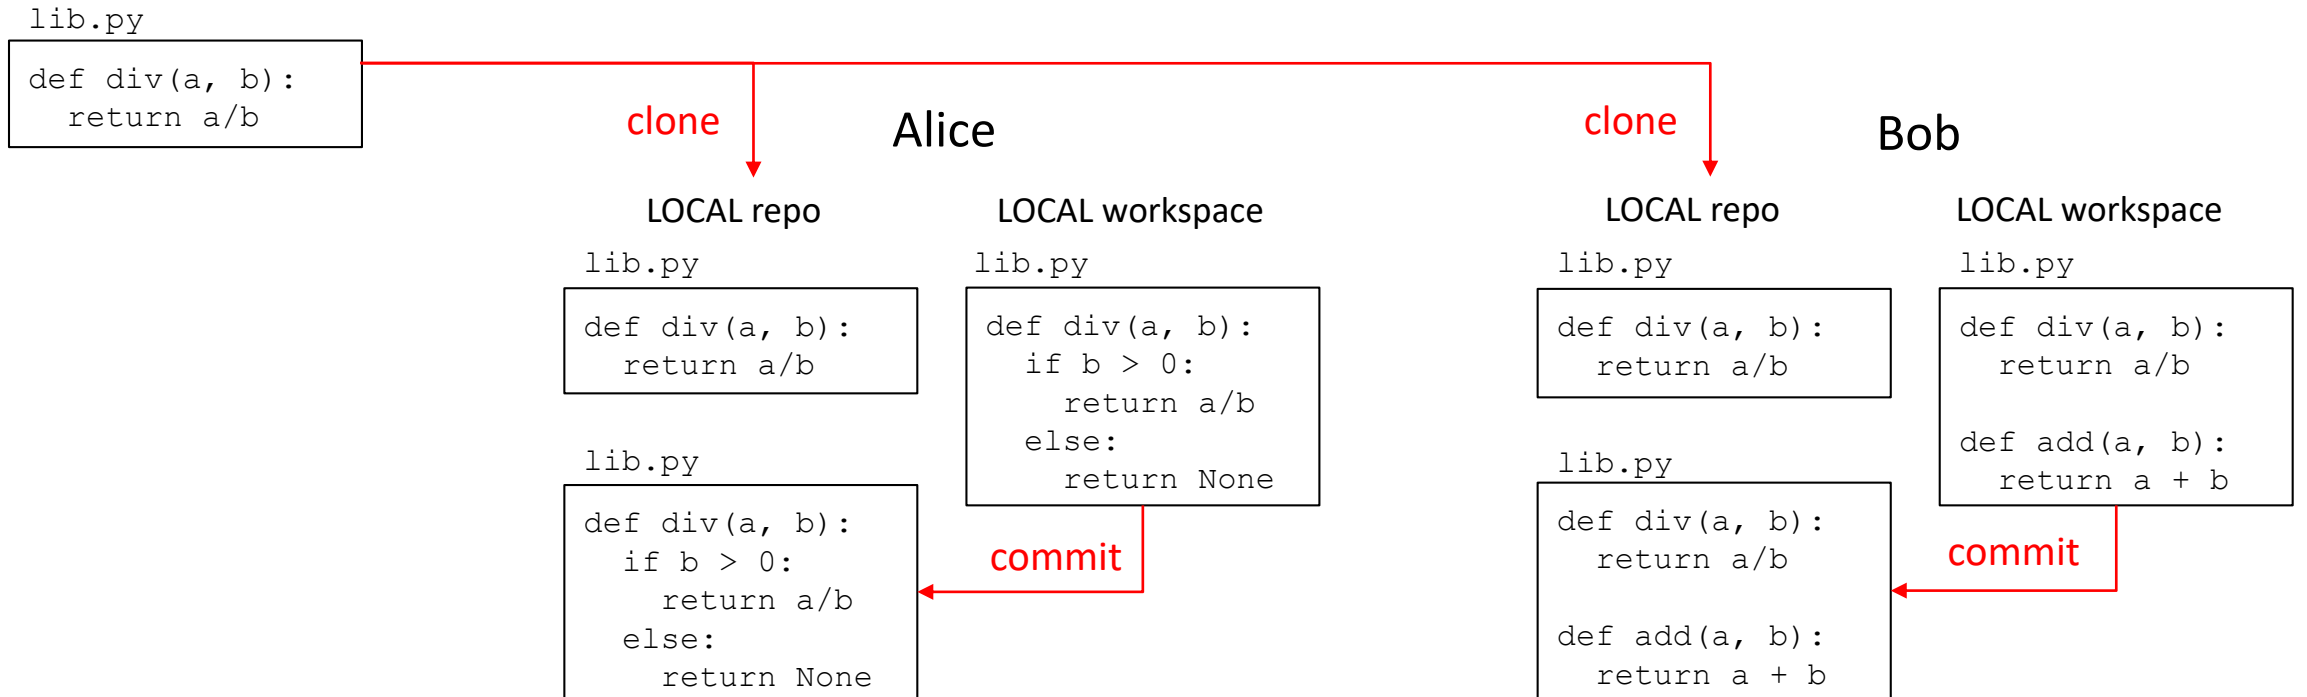 lib.py
def div(a, b):
  return a/b
clone
Alice
clone
Bob
LOCAL repo
LOCAL workspace
LOCAL repo
LOCAL workspace
lib.py
def div(a, b):
  return a/b
lib.py
def div(a, b):
  if b > 0:
    return a/b
  else:
    return None
commit
lib.py
def div(a, b):
  if b > 0:
    return a/b
  else:
    return None
lib.py
def div(a, b):
  return a/b
lib.py
def div(a, b):
  return a/b

def add(a, b):
  return a + b
commit
lib.py
def div(a, b):
  return a/b

def add(a, b):
  return a + b